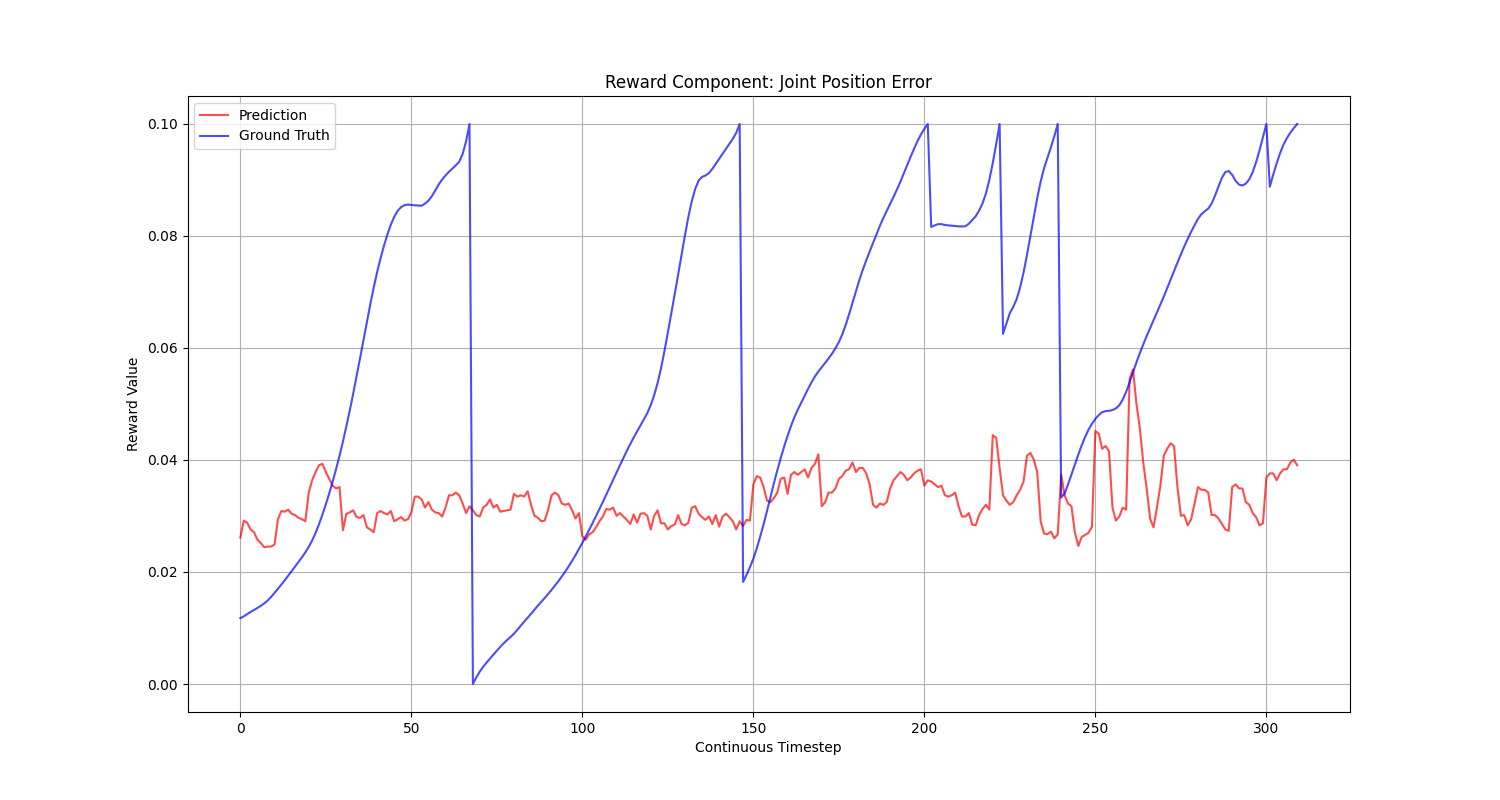 Reward Component: Joint Position Error
Prediction
Ground Truth
0.10
0.08
0.06
0.04
0.02
0.00
Reward Value
0 50 100 150 200 250 300
Continuous Timestep